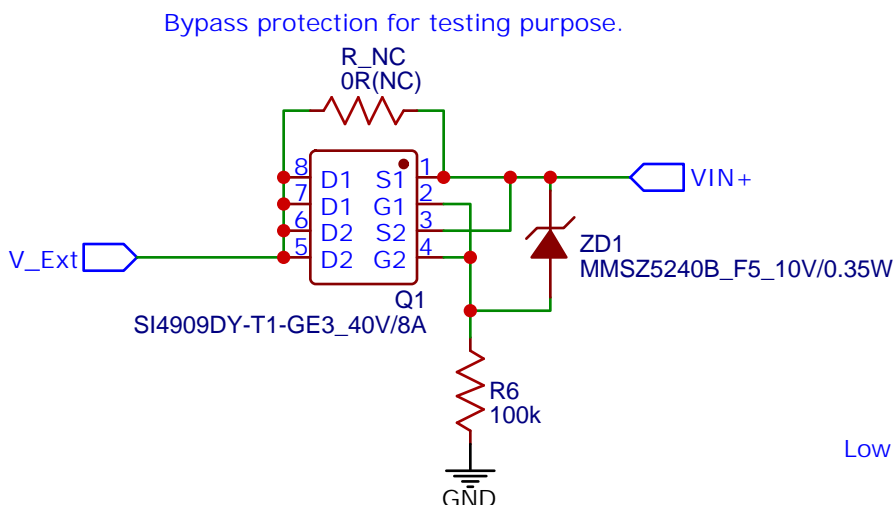 Bypass protection for testing purpose.
R_NC
0R(NC)
8 D1 S1 1
7 D1 G1 2
6 D2 S2 3
5 D2 G2 4
VIN+
V_Ext
ZD1
MMSZ5240B_F5_10V/0.35W
Q1
SI4909DY-T1-GE3_40V/8A
R6
100k
Low
GND